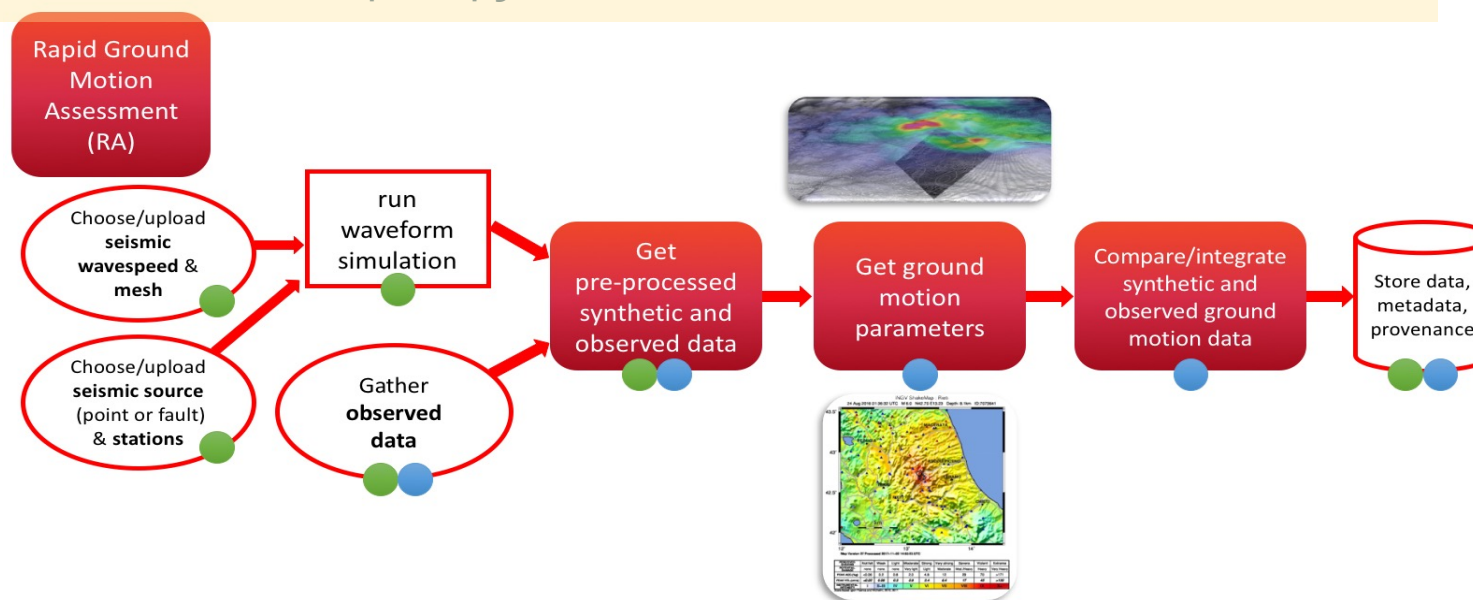 Rapid Ground
Motion
Assessment
(RA)
Choose/upload
seismic
wavespeed &
mesh
Choose/upload
seismic source
(point or fault)
& stations
run
waveform
simulation
Gather
observed
data
Get
pre-processed
synthetic and
observed data
Get ground
motion
parameters
Compare/integrate
synthetic and
observed ground
motion data
Store data,
metadata,
provenance